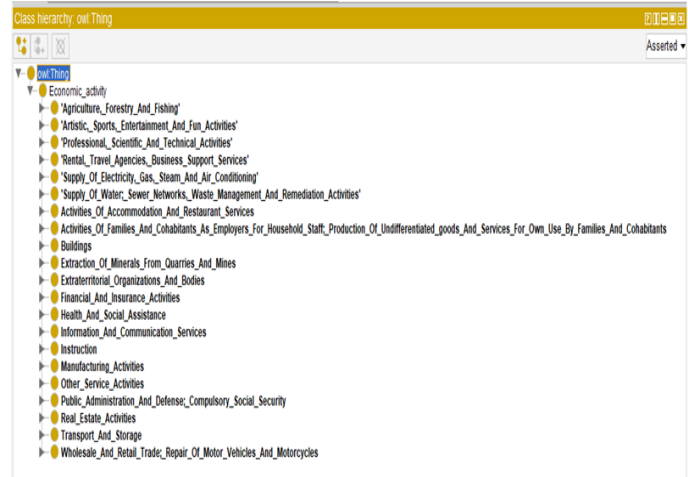 Class hierarchy: owl:Thing
Asserted
owl:Thing
Economic_activity
'Agriculture,_Forestry_And_Fishing'
'Artistic,_Sports,_Entertainment_And_Fun_Activities'
'Professional,_Scientific_And_Technical_Activities'
'Rental,_Travel_Agencies,_Business_Support_Services'
'Supply_Of_Electricity,_Gas,_Steam_And_Air_Conditioning'
'Supply_Of_Water;_Sewer_Networks,_Waste_Management_And_Remediation_Activities'
Activities_Of_Accommodation_And_Restaurant_Services
Activities_Of_Families_And_Cohabitants_As_Employers_For_Household_Staff;_Production_Of_Undifferentiated_goods_And_Services_For_Own_Use_By_Families_And_Cohabitants
Buildings
Extraction_Of_Minerals_From_Quarries_And_Mines
Extraterritorial_Organizations_And_Bodies
Financial_And_Insurance_Activities
Health_And_Social_Assistance
Information_And_Communication_Services
Instruction
Manufacturing_Activities
Other_Service_Activities
Public_Administration_And_Defense;_Compulsory_Social_Security
Real_Estate_Activities
Transport_And_Storage
Wholesale_And_Retail_Trade;_Repair_Of_Motor_Vehicles_And_Motorcycles